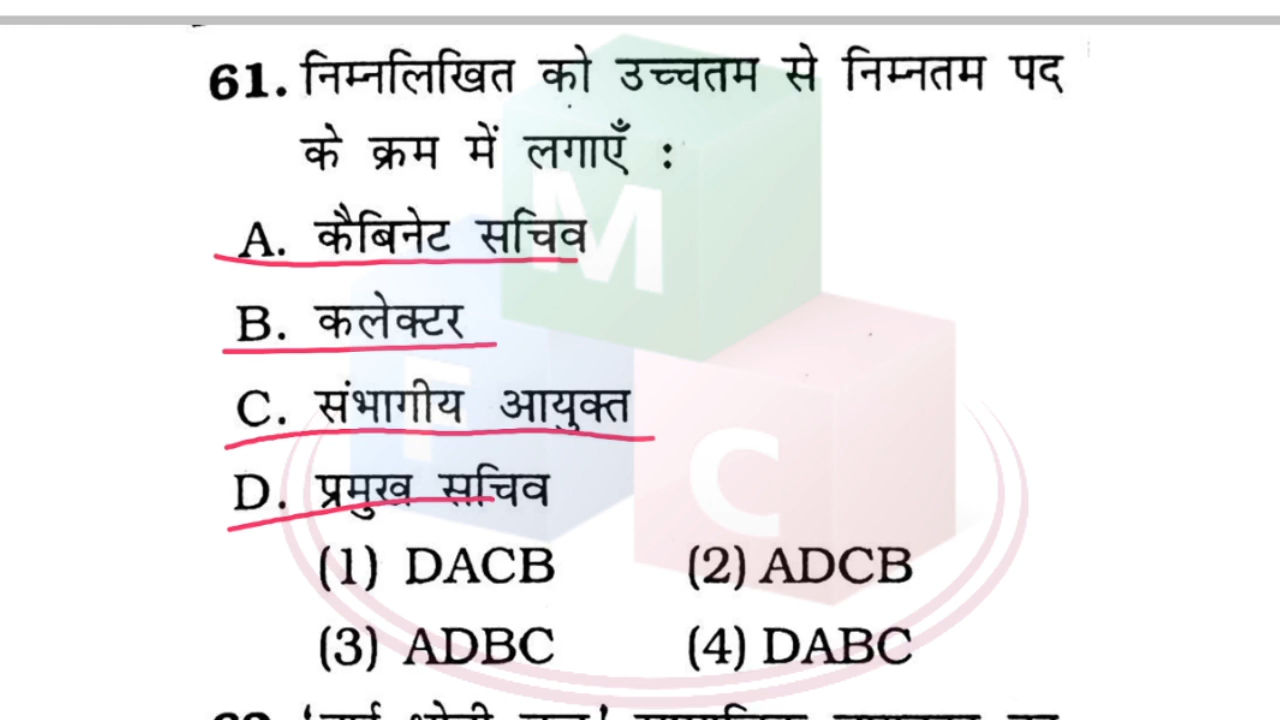 61. निम्नलिखित को उच्चतम से निम्नतम पद
के क्रम में लगाएँ :
A. कैबिनेट सचिव
B. कलेक्टर
C. संभागीय आयुक्त
D. प्रमुख सचिव
(1) DACB (2) ADCB
(3) ADBC (4) DABC
M
F
C